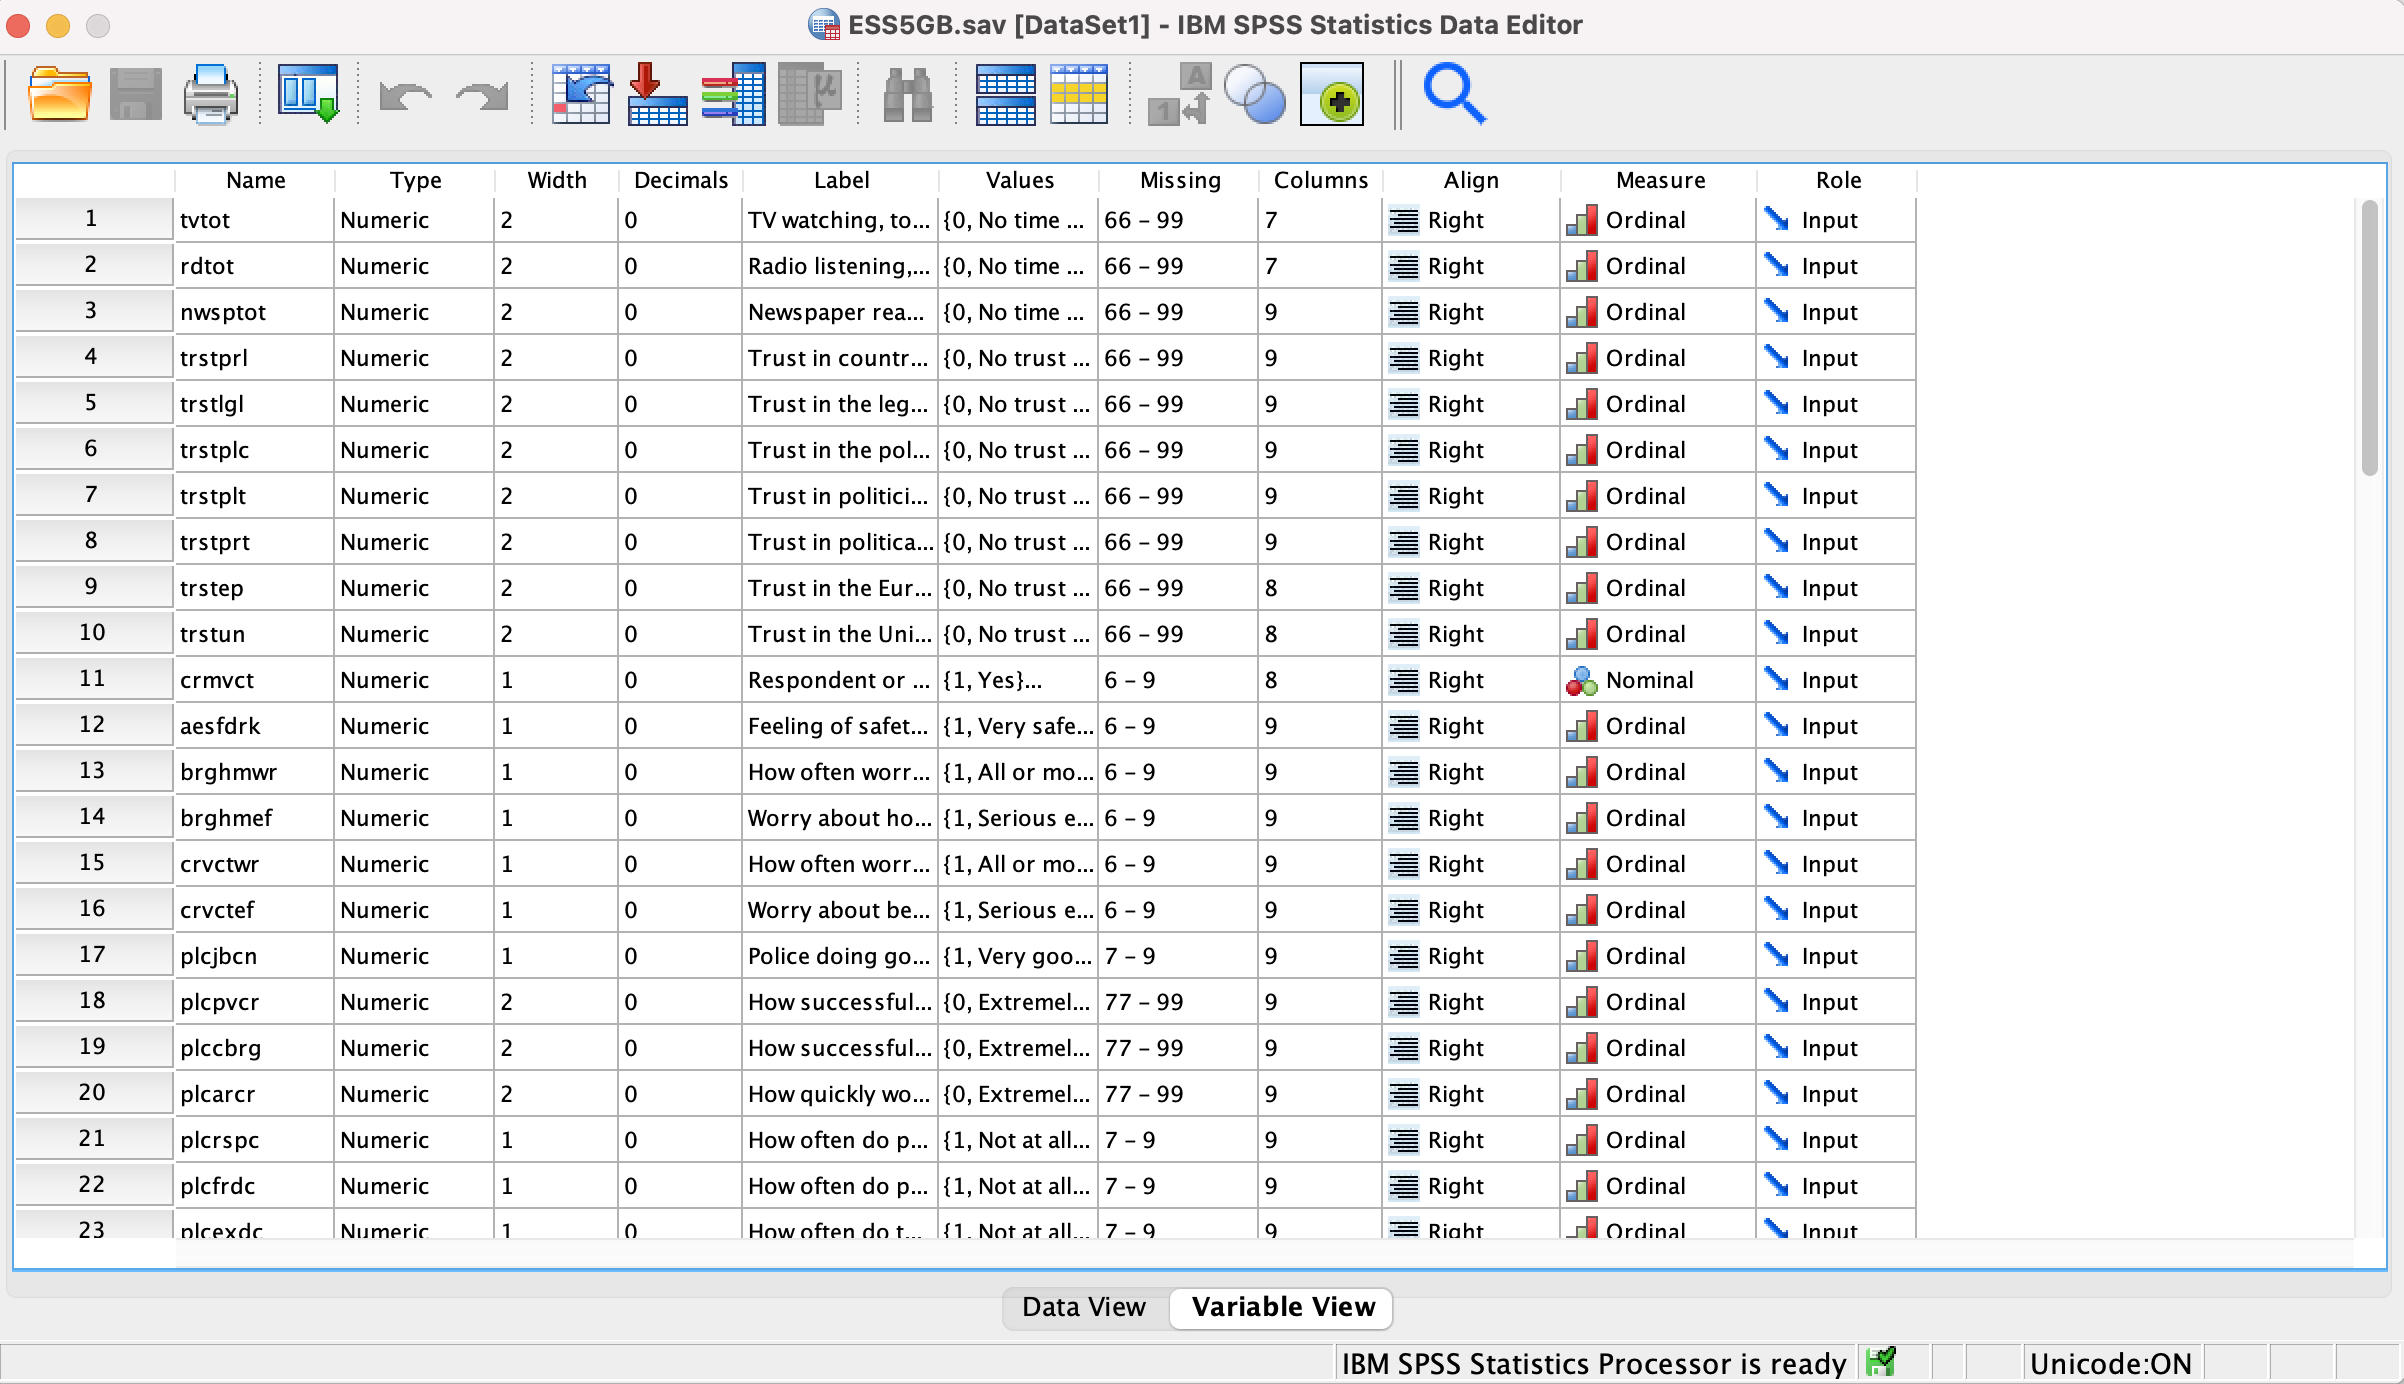 ESS5GB.sav [DataSet1] - IBM SPSS Statistics Data Editor
Name Type Width Decimals Label Values Missing Columns Align Measure Role
1 tvtot Numeric 2 0 TV watching, to... {0, No time ... 66 - 99 7 Right Ordinal Input
2 rdtot Numeric 2 0 Radio listening,... {0, No time ... 66 - 99 7 Right Ordinal Input
3 nwsptot Numeric 2 0 Newspaper rea... {0, No time ... 66 - 99 9 Right Ordinal Input
4 trstprl Numeric 2 0 Trust in countr... {0, No trust ... 66 - 99 9 Right Ordinal Input
5 trstlgl Numeric 2 0 Trust in the leg... {0, No trust ... 66 - 99 9 Right Ordinal Input
6 trstplc Numeric 2 0 Trust in the pol... {0, No trust ... 66 - 99 9 Right Ordinal Input
7 trstplt Numeric 2 0 Trust in politici... {0, No trust ... 66 - 99 9 Right Ordinal Input
8 trstprt Numeric 2 0 Trust in politica... {0, No trust ... 66 - 99 9 Right Ordinal Input
9 trstep Numeric 2 0 Trust in the Eur... {0, No trust ... 66 - 99 8 Right Ordinal Input
10 trstun Numeric 2 0 Trust in the Uni... {0, No trust ... 66 - 99 8 Right Ordinal Input
11 crmvct Numeric 1 0 Respondent or ... {1, Yes}... 6 - 9 8 Right Nominal Input
12 aesfdrk Numeric 1 0 Feeling of safet... {1, Very safe... 6 - 9 9 Right Ordinal Input
13 brghmwr Numeric 1 0 How often worr... {1, All or mo... 6 - 9 9 Right Ordinal Input
14 brghmef Numeric 1 0 Worry about ho... {1, Serious e... 6 - 9 9 Right Ordinal Input
15 crvctwr Numeric 1 0 How often worr... {1, All or mo... 6 - 9 9 Right Ordinal Input
16 crvctef Numeric 1 0 Worry about be... {1, Serious e... 6 - 9 9 Right Ordinal Input
17 plcjbcn Numeric 1 0 Police doing go... {1, Very goo... 7 - 9 9 Right Ordinal Input
18 plcpvcr Numeric 2 0 How successful... {0, Extremel... 77 - 99 9 Right Ordinal Input
19 plccbrg Numeric 2 0 How successful... {0, Extremel... 77 - 99 9 Right Ordinal Input
20 plcarcr Numeric 2 0 How quickly wo... {0, Extremel... 77 - 99 9 Right Ordinal Input
21 plcrspc Numeric 1 0 How often do p... {1, Not at all... 7 - 9 9 Right Ordinal Input
22 plcfrdc Numeric 1 0 How often do p... {1, Not at all... 7 - 9 9 Right Ordinal Input
23 plcexdc Numeric 1 0 How often do t... {1, Not at all... 7 - 9 9 Right Ordinal Input
Data View Variable View
IBM SPSS Statistics Processor is ready Unicode:ON